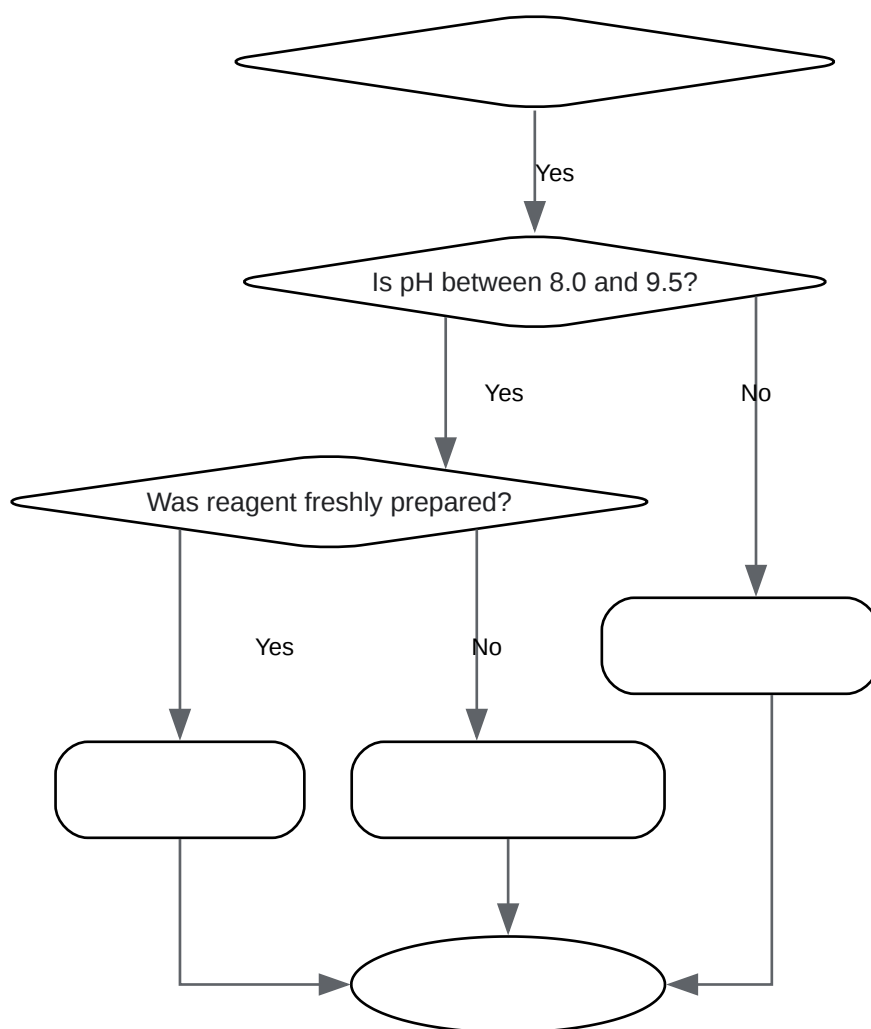 Yes
Is pH between 8.0 and 9.5?
Yes
No
Was reagent freshly prepared?
Yes
No